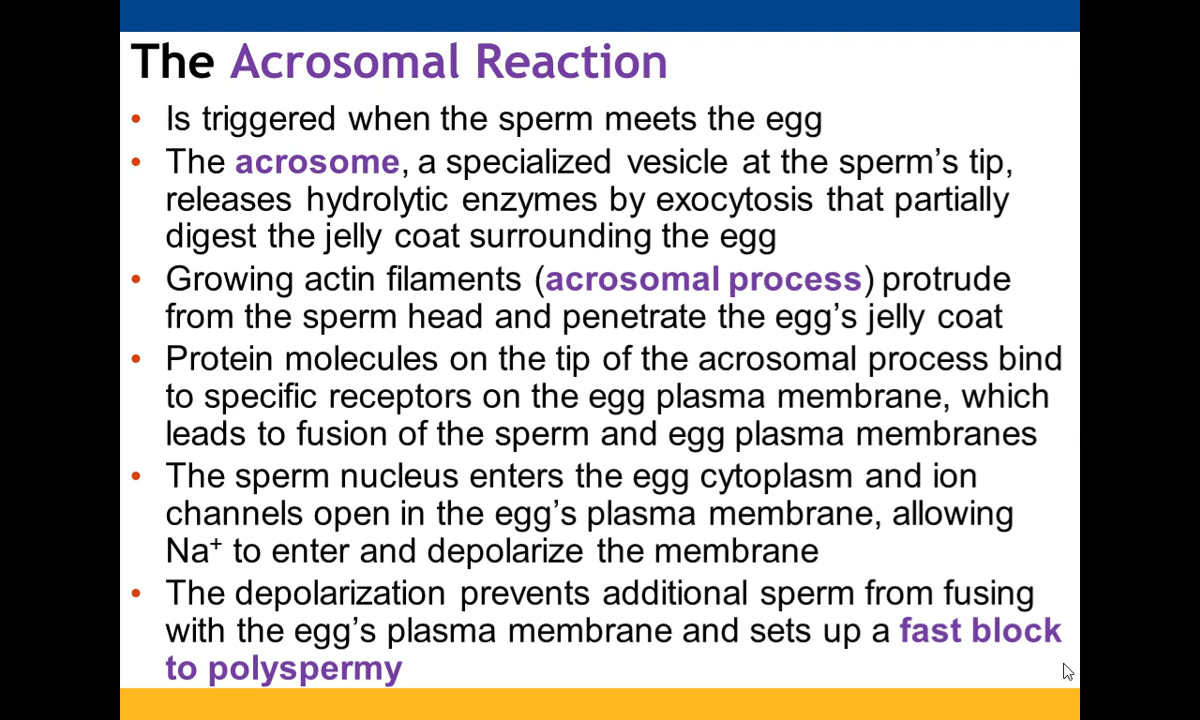 The Acrosomal Reaction
• Is triggered when the sperm meets the egg
• The acrosome, a specialized vesicle at the sperm’s tip,
releases hydrolytic enzymes by exocytosis that partially
digest the jelly coat surrounding the egg
• Growing actin filaments (acrosomal process) protrude
from the sperm head and penetrate the egg’s jelly coat
• Protein molecules on the tip of the acrosomal process bind
to specific receptors on the egg plasma membrane, which
leads to fusion of the sperm and egg plasma membranes
• The sperm nucleus enters the egg cytoplasm and ion
channels open in the egg’s plasma membrane, allowing
Na⁺ to enter and depolarize the membrane
• The depolarization prevents additional sperm from fusing
with the egg’s plasma membrane and sets up a fast block
to polyspermy